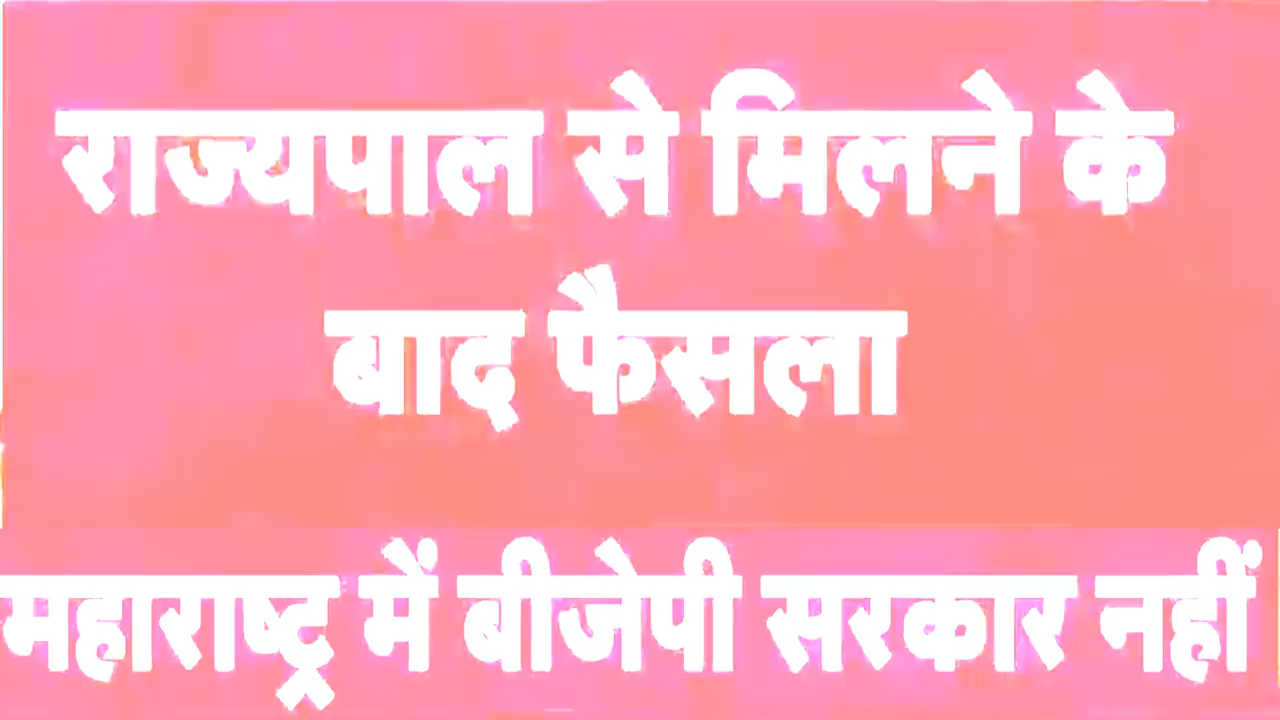 राज्यपाल से मिलने के
बाद फैसला
महाराष्ट्र में बीजेपी सरकार नहीं